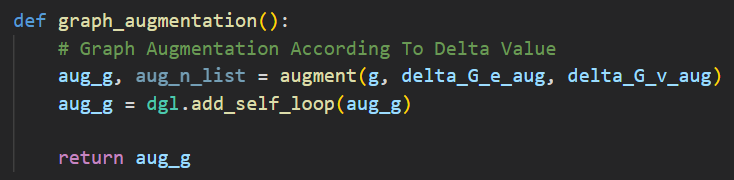 def graph_augmentation():
    # Graph Augmentation According To Delta Value
    aug_g, aug_n_list = augment(g, delta_G_e_aug, delta_G_v_aug)
    aug_g = dgl.add_self_loop(aug_g)
    return aug_g